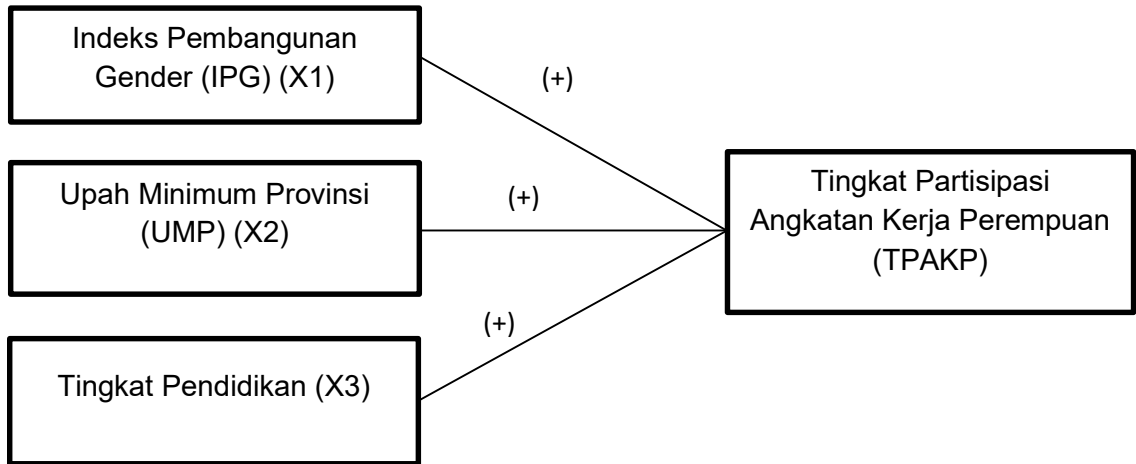 Indeks Pembangunan
Gender (IPG) (X1)
(+)
Upah Minimum Provinsi
(UMP) (X2)
(+)
Tingkat Pendidikan (X3)
(+)
Tingkat Partisipasi
Angkatan Kerja Perempuan
(TPAKP)